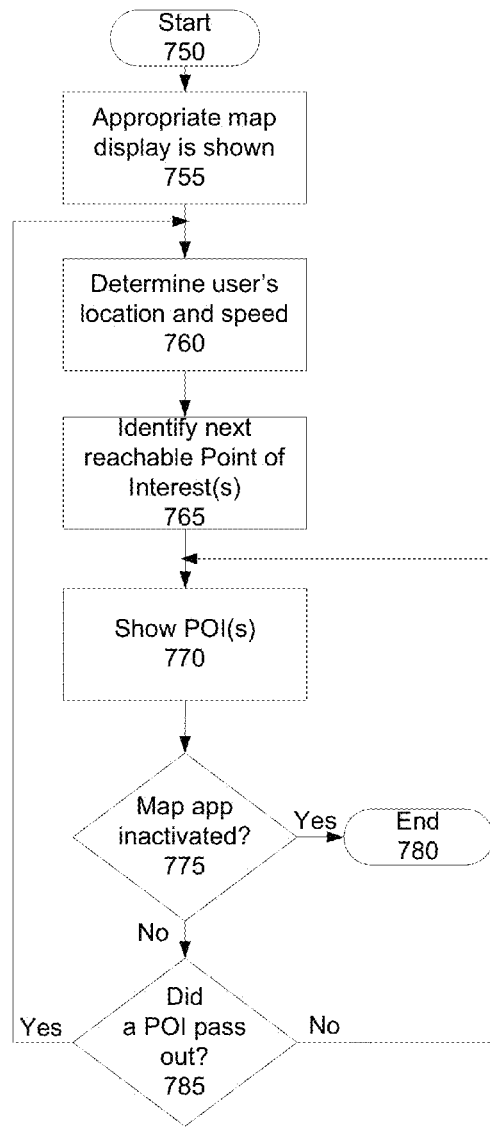 Start
750
Appropriate map
display is shown
755
Determine user's
location and speed
760
Identify next
reachable Point of
Interest(s)
765
Show POI(s)
770
Map app
inactivated?
775
Yes
End
780
No
Did
a POI pass
out?
785
Yes
No